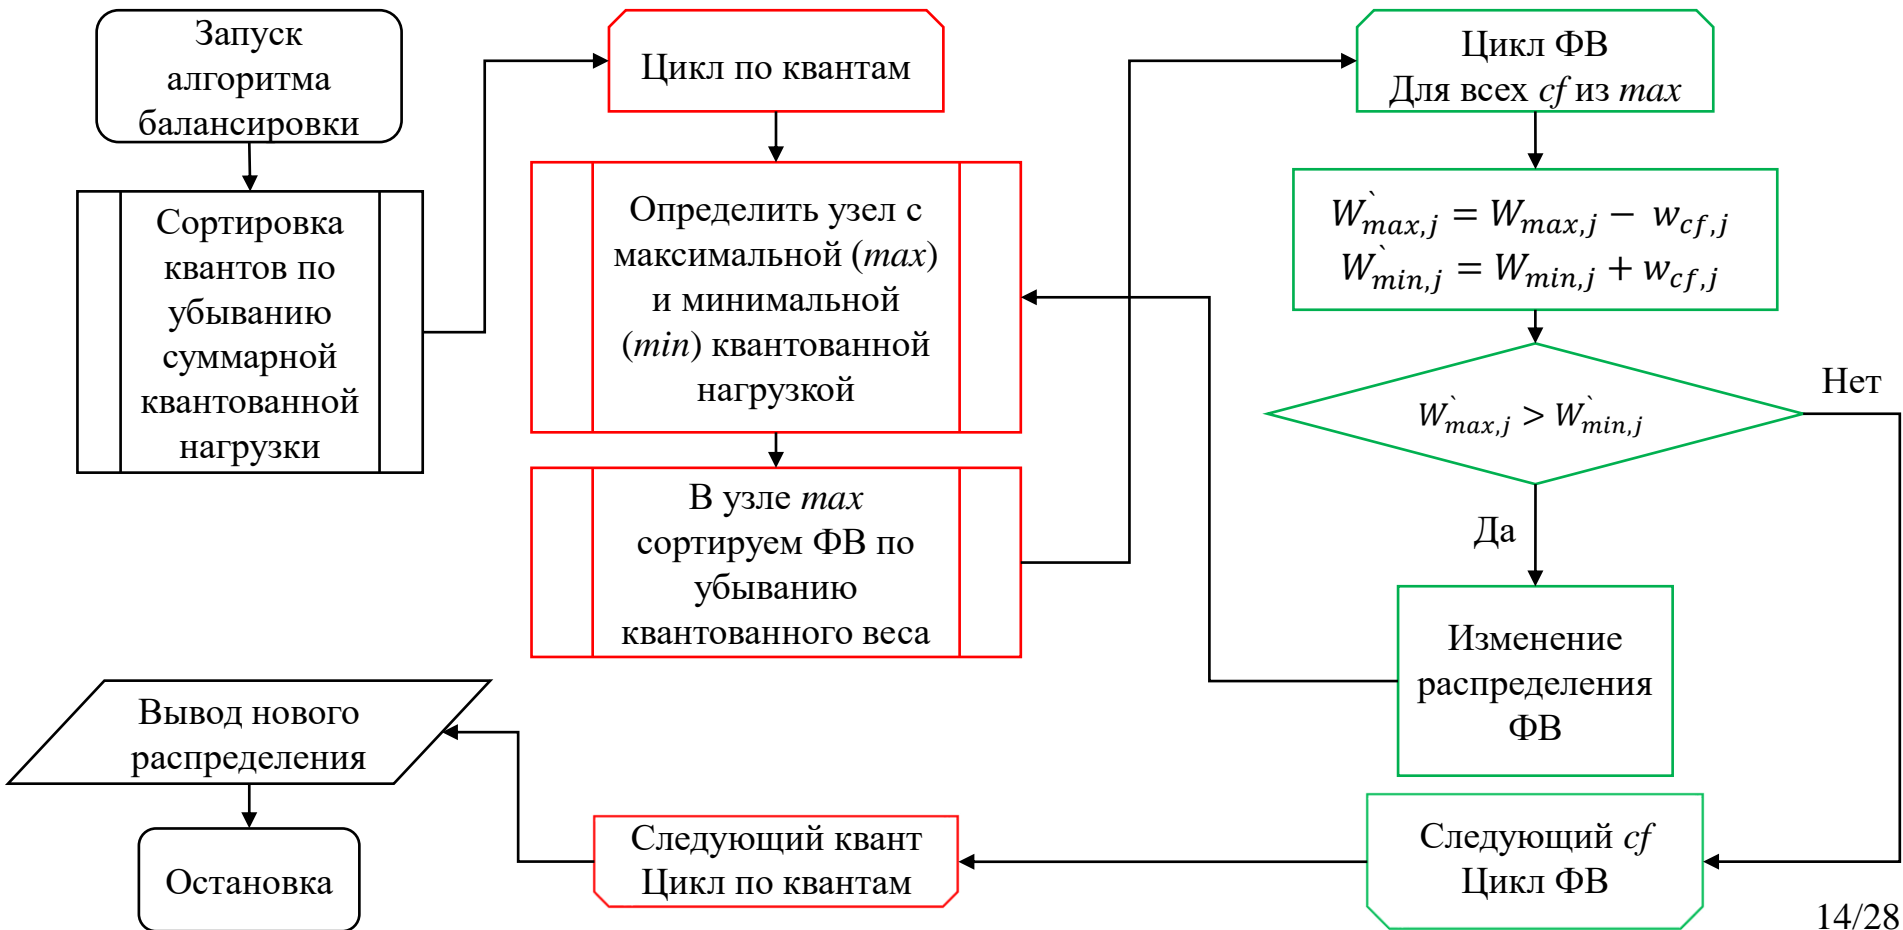 Запуск
алгоритма
балансировки
Сортировка
квантов по
убыванию
суммарной
квантованной
нагрузки
Цикл по квантам
Определить узел с
максимальной (max)
и минимальной
(min) квантованной
нагрузкой
В узле max
сортируем ФВ по
убыванию
квантованного веса
Цикл ФВ
Для всех cf из max
W`max,j = Wmax,j − wcf,j
W`min,j = Wmin,j + wcf,j
W`max,j > W`min,j
Нет
Да
Изменение
распределения
ФВ
Следующий cf
Цикл ФВ
Следующий квант
Цикл по квантам
Вывод нового
распределения
Остановка
14/28